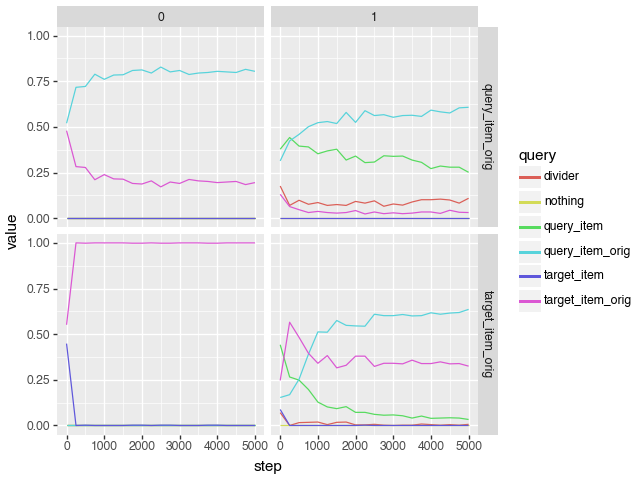 0 1
1.00
0.75
0.50
0.25
0.00
query_item_orig
1.00
0.75
0.50
0.25
0.00
target_item_orig
value
0 1000 2000 3000 4000 5000 0 1000 2000 3000 4000 5000
step
query
divider
nothing
query_item
query_item_orig
target_item
target_item_orig